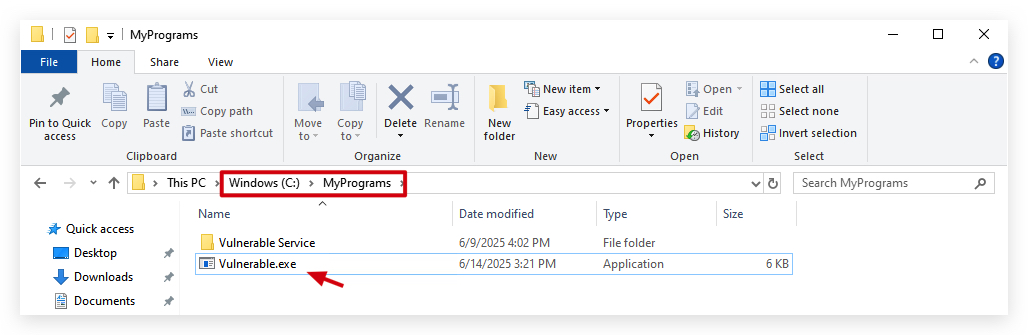 MyPrograms
File Home Share View
Pin to Quick access
Copy
Paste
Cut
Copy path
Paste shortcut
Clipboard
Move to
Copy to
Delete
Rename
Organize
New folder
New item
Easy access
New
Properties
Open
Edit
History
Open
Select all
Select none
Invert selection
Select
This PC Windows (C:) MyPrograms
Search MyPrograms
Quick access
Desktop
Downloads
Documents
Name Date modified Type Size
Vulnerable Service 6/9/2025 4:02 PM File folder
Vulnerable.exe 6/14/2025 3:21 PM Application 6 KB